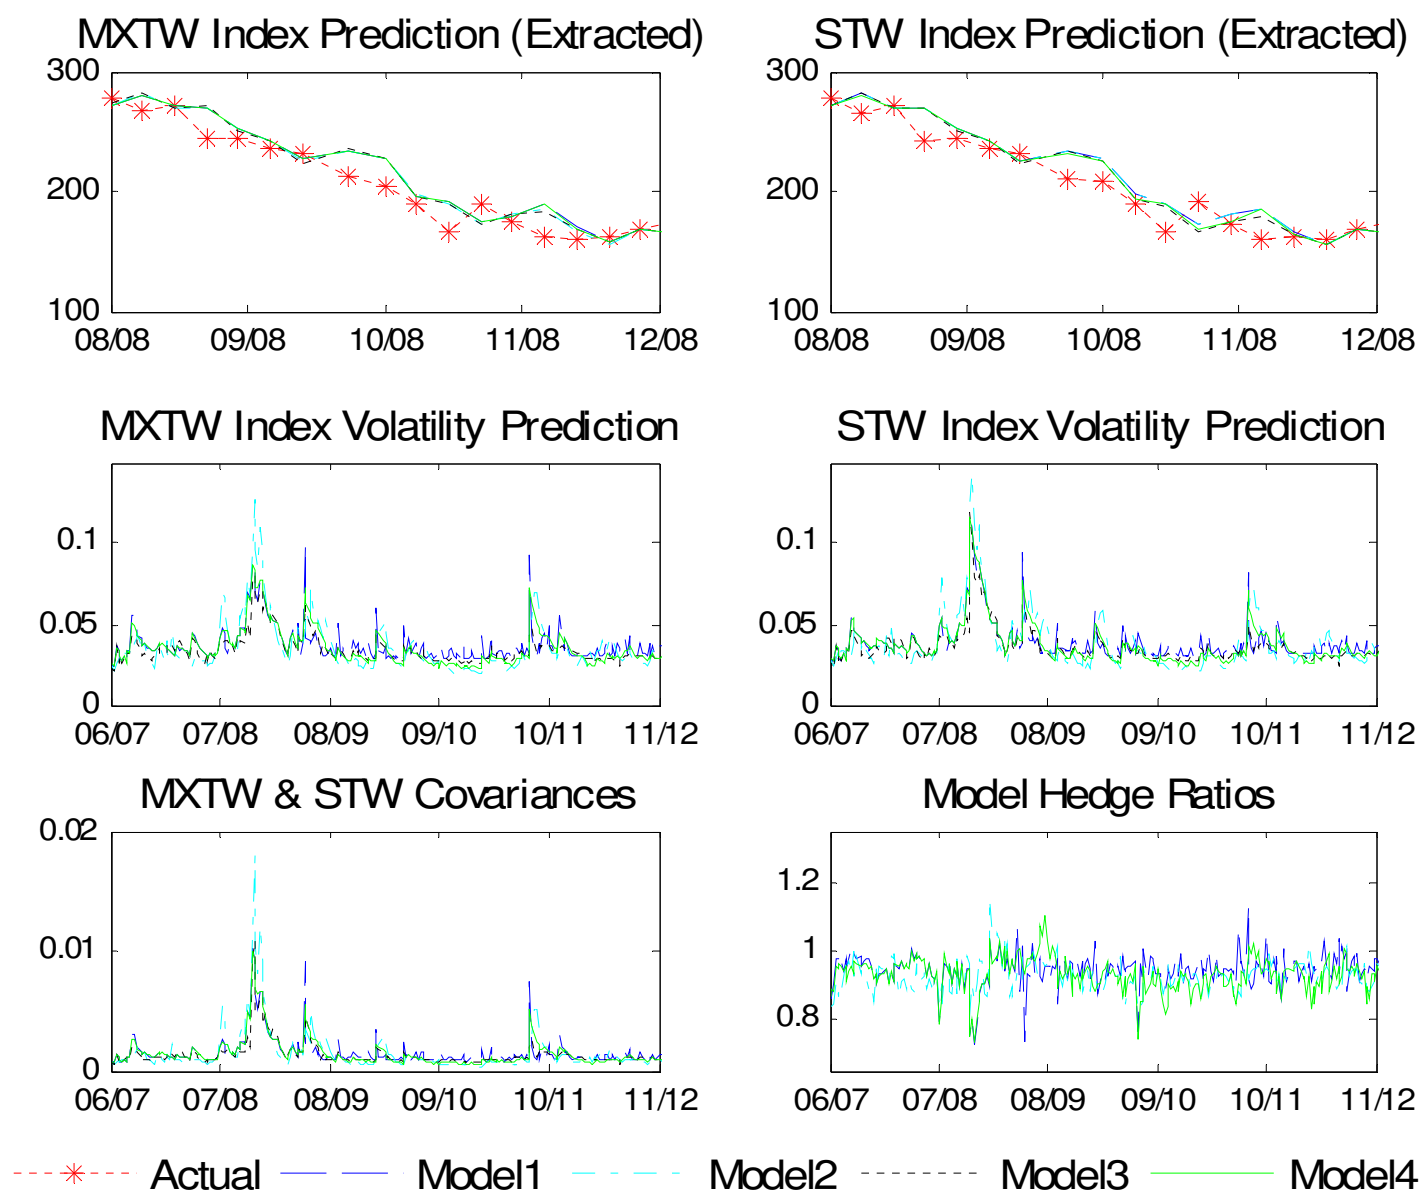 MXTW Index Prediction (Extracted)
300
200
100
08/08 09/08 10/08 11/08 12/08
STW Index Prediction (Extracted)
300
200
100
08/08 09/08 10/08 11/08 12/08
MXTW Index Volatility Prediction
0.1
0.05
0
06/07 07/08 08/09 09/10 10/11 11/12
STW Index Volatility Prediction
0.1
0.05
0
06/07 07/08 08/09 09/10 10/11 11/12
MXTW & STW Covariances
0.02
0.01
0
06/07 07/08 08/09 09/10 10/11 11/12
Model Hedge Ratios
1.2
1
0.8
06/07 07/08 08/09 09/10 10/11 11/12
Actual Model1 Model2 Model3 Model4